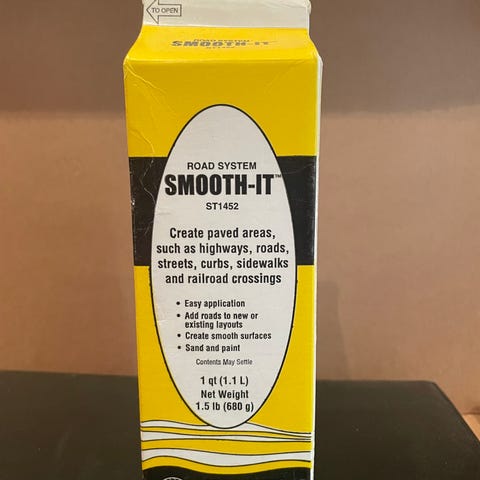 TO OPEN
ROAD SYSTEM
SMOOTH-IT
ROAD SYSTEM
SMOOTH-IT™
ST1452
Create paved areas,
such as highways, roads,
streets, curbs, sidewalks
and railroad crossings
• Easy application
• Add roads to new or
existing layouts
• Create smooth surfaces
• Sand and paint
Contents May Settle
1 qt (1.1 L)
Net Weight
1.5 lb (680 g)